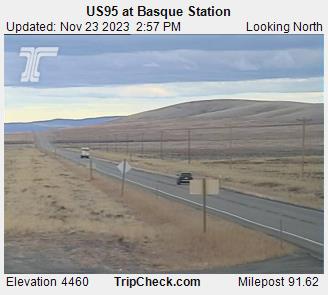 US95 at Basque Station
Updated: Nov 23 2023 2:57 PM
Looking North
Elevation 4460
TripCheck.com
Milepost 91.62